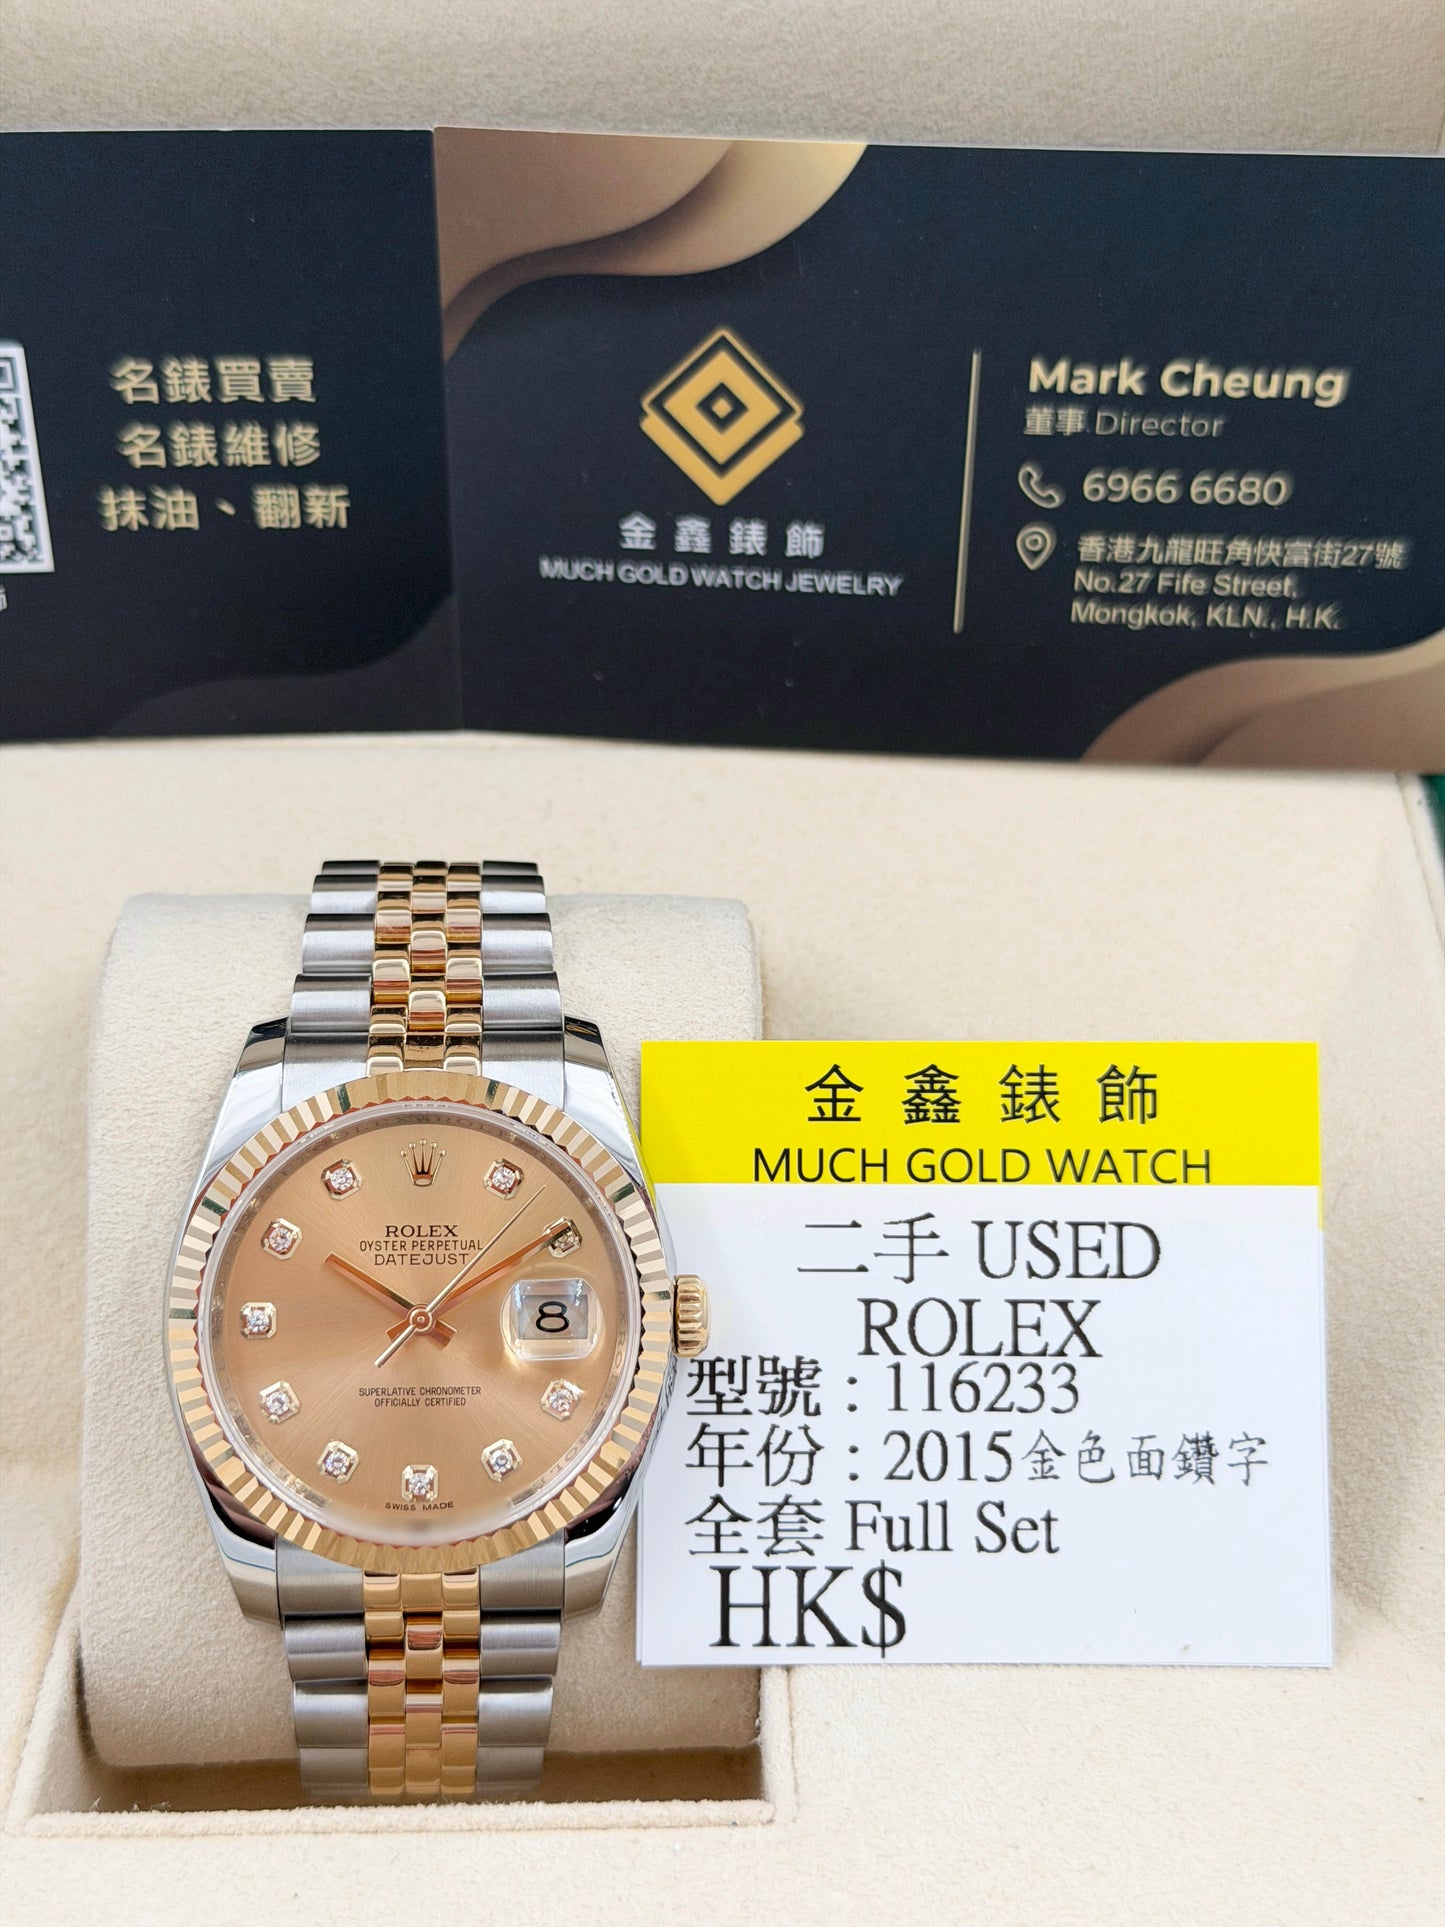 名錶買賣
名錶維修
抹油、翻新
飾
金鑫錶飾
MUCH GOLD WATCH JEWELRY
Mark Cheung
董事 Director
6966 6680
香港九龍旺角快富街27號
No.27 Fife Street,
Mongkok, KLN., H.K.
ROLEX
OYSTER PERPETUAL
DATEJUST
8
SUPERLATIVE CHRONOMETER
OFFICIALLY CERTIFIED
SWISS MADE
金鑫錶飾
MUCH GOLD WATCH
二手 USED
ROLEX
型號：116233
年份：2015金色面鑽字
全套 Full Set
HK$